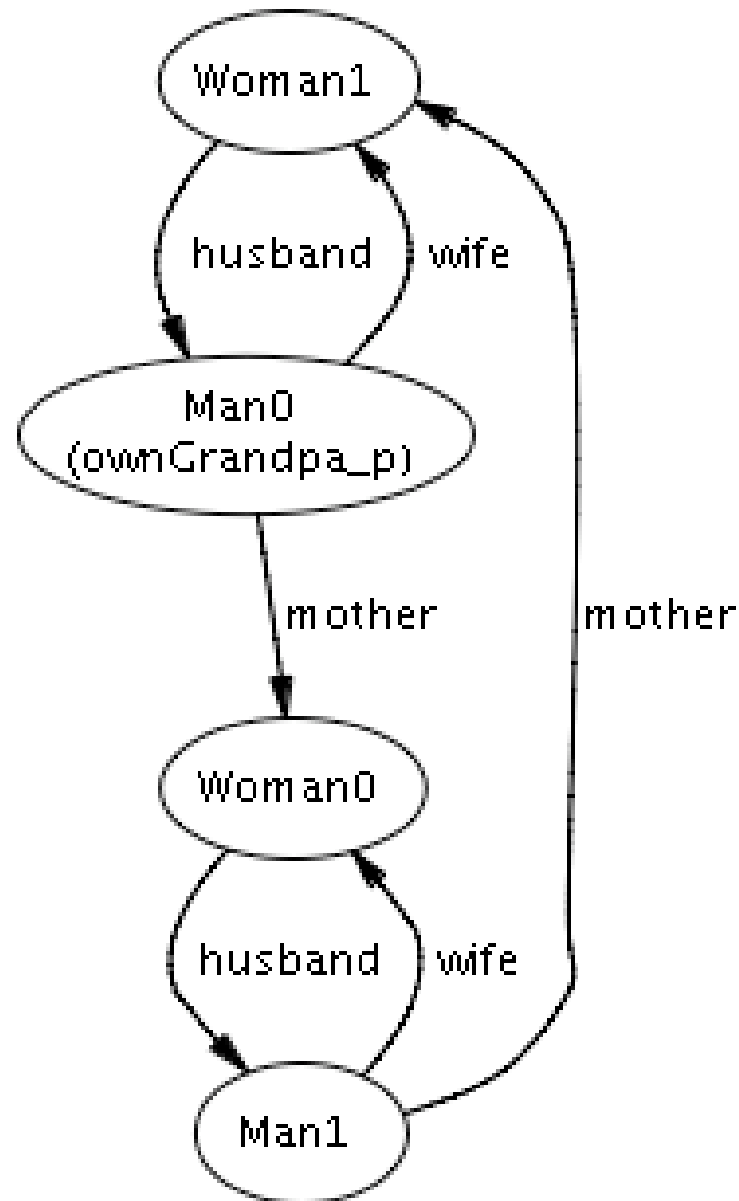 Woman1
husband wife
Man0
(ownGrandpa_p)
mother mother
Woman0
husband wife
Man1